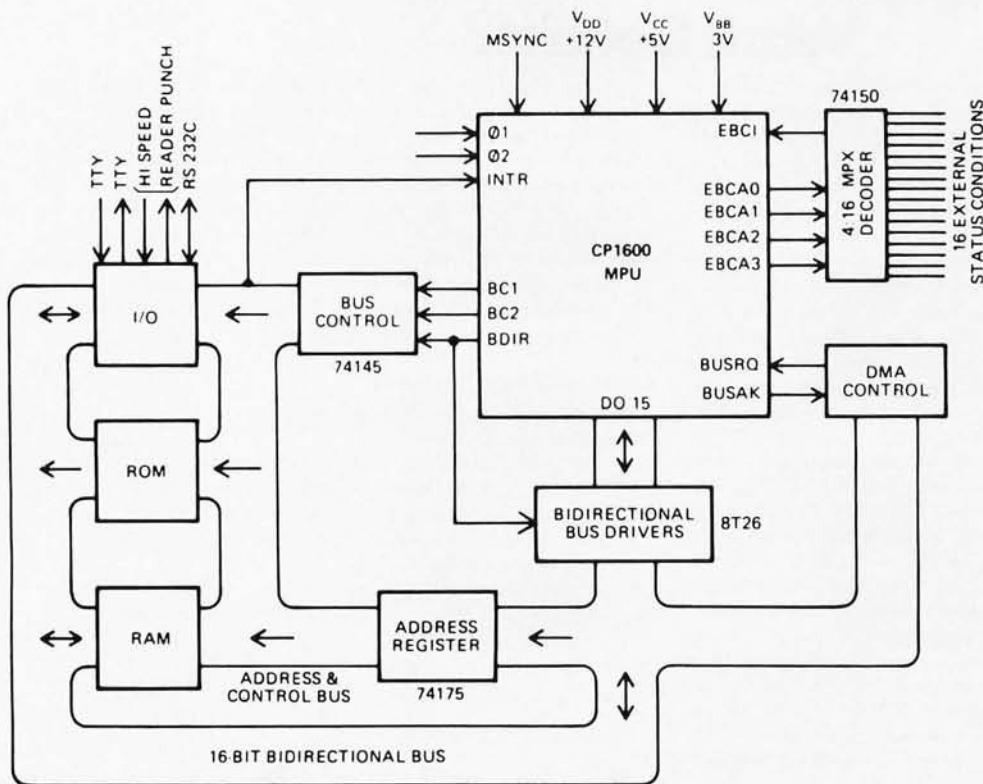 MSYNC
VDD
+12V
VCC
+5V
VBB
3V
TTY
TTY
HI SPEED
READER PUNCH
RS 232C
Ø1
Ø2
INTR
BC1
BC2
BDIR
CP1600
MPU
EBCI
EBCA0
EBCA1
EBCA2
EBCA3
BUSRQ
BUSAK
DO 15
74150
4:16 MPX
DECODER
16 EXTERNAL
STATUS CONDITIONS
I/O
BUS
CONTROL
74145
DMA
CONTROL
ROM
BIDIRECTIONAL
BUS DRIVERS
8T26
RAM
ADDRESS
REGISTER
74175
ADDRESS &
CONTROL BUS
16-BIT BIDIRECTIONAL BUS